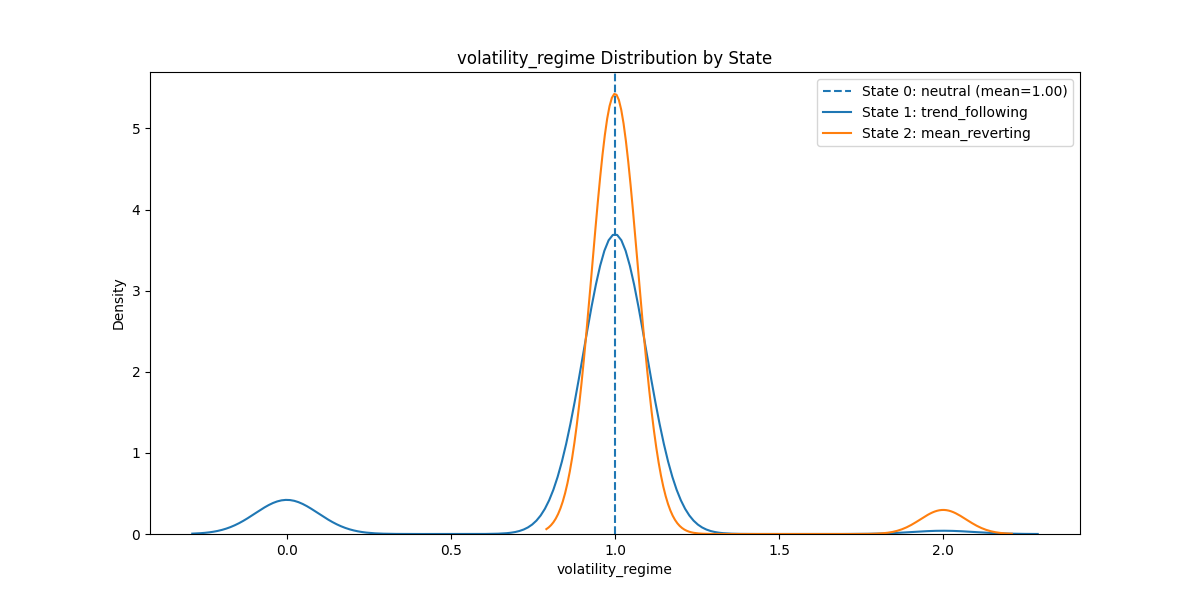 volatility_regime Distribution by State
State 0: neutral (mean=1.00)
State 1: trend_following
State 2: mean_reverting
Density
5
4
3
2
1
0
0.0 0.5 1.0 1.5 2.0
volatility_regime